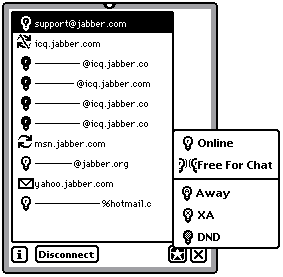 support@jabber.com
icq.jabber.com
@icq.jabber.co
@icq.jabber.com
@icq.jabber.co
@icq.jabber.co
msn.jabber.com
@jabber.org
yahoo.jabber.com
%hotmail.c
Online
Free For Chat
Away
XA
DND
i Disconnect